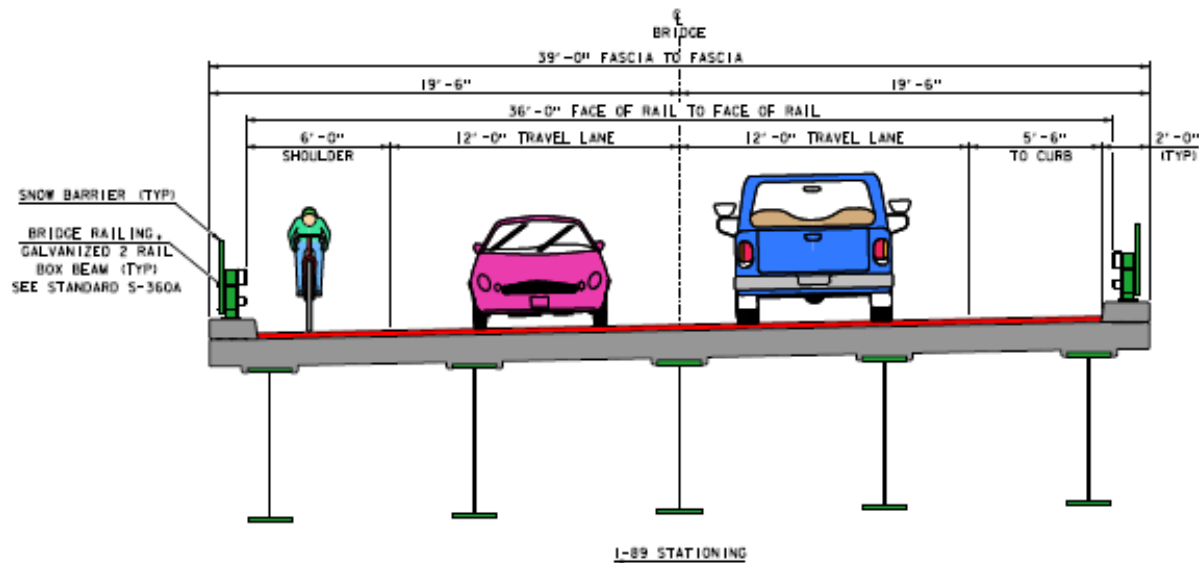 ℄
BRIDGE
39'-0" FASCIA TO FASCIA
19'-6" 19'-6"
36'-0" FACE OF RAIL TO FACE OF RAIL
6'-0" 12'-0" TRAVEL LANE 12'-0" TRAVEL LANE 5'-6" 2'-0"
SHOULDER TO CURB (TYP)
SNOW BARRIER (TYP)
BRIDGE RAILING,
GALVANIZED 2 RAIL
BOX BEAM (TYP)
SEE STANDARD S-360A
I-89 STATIONING